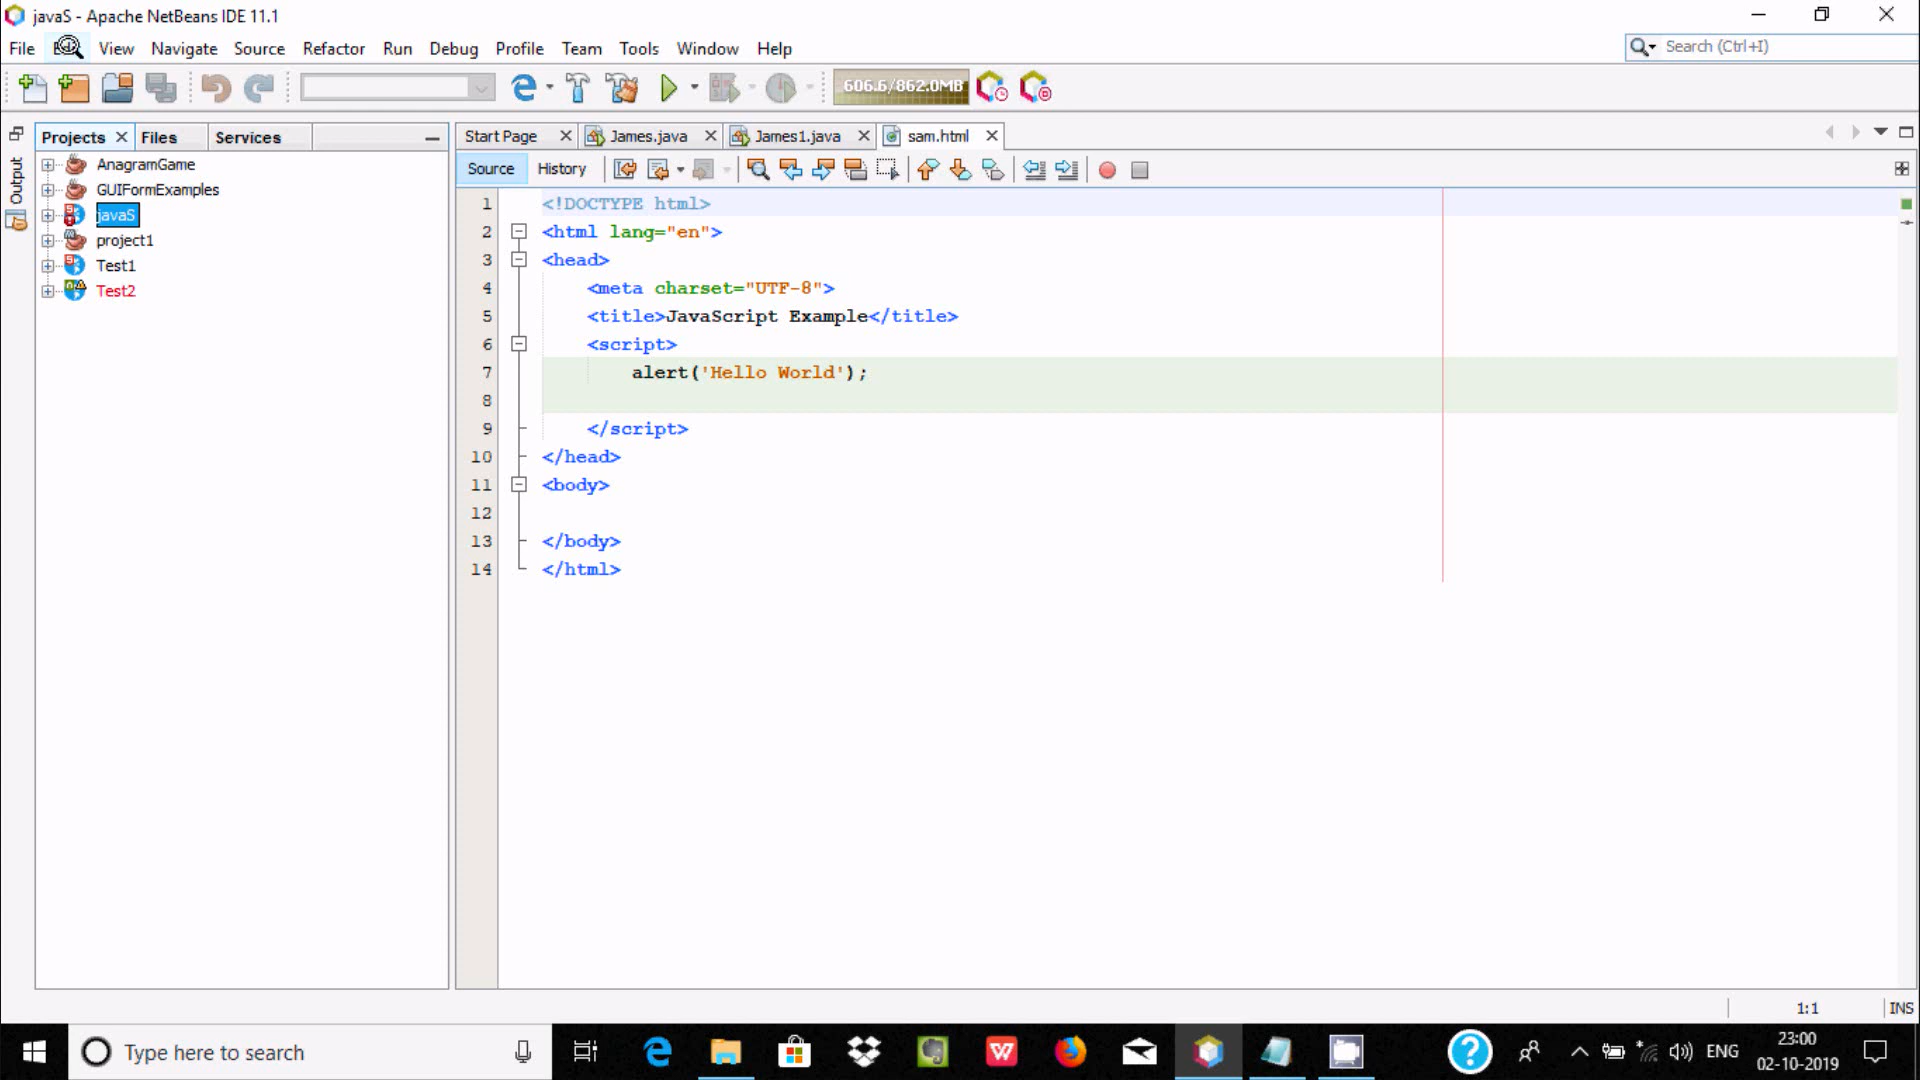 javaS - Apache NetBeans IDE 11.1
File View Navigate Source Refactor Run Debug Profile Team Tools Window Help
Search (Ctrl+I)
606.6/862.0MB
Output
Projects Files Services
AnagramGame
GUIFormExamples
javaS
project1
Test1
Test2
Start Page James.java James1.java sam.html
Source History
1 <!DOCTYPE html>
2 <html lang="en">
3 <head>
4 <meta charset="UTF-8">
5 <title>JavaScript Example</title>
6 <script>
7 alert('Hello World');
8
9 </script>
10 </head>
11 <body>
12
13 </body>
14 </html>
1:1 INS
Type here to search
ENG
23:00
02-10-2019